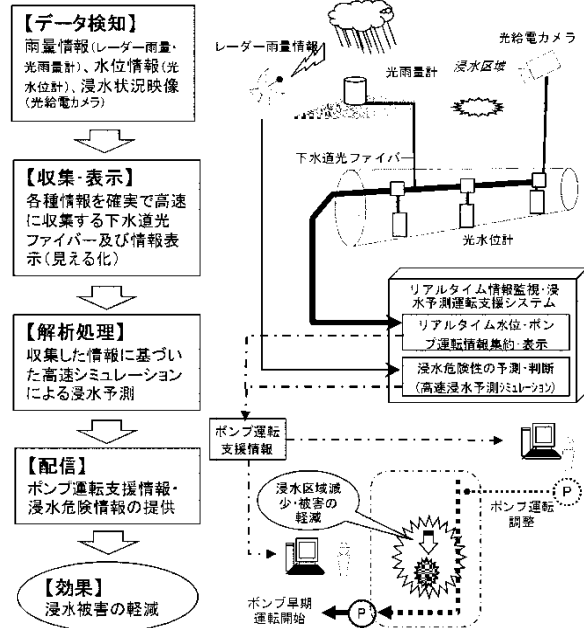 【データ検知】
雨量情報(レーダー雨量・
光雨量計)、水位情報(光
水位計)、浸水状況映像
(光給電カメラ)
【収集・表示】
各種情報を確実で高速
に収集する下水道光
ファイバー及び情報表
示(見える化)
【解析処理】
収集した情報に基づい
た高速シミュレーション
による浸水予測
【配信】
ポンプ運転支援情報・
浸水危険情報の提供
【効果】
浸水被害の軽減
レーダー雨量情報
光雨量計
浸水区域
光給電カメラ
下水道光ファイバー
光水位計
リアルタイム情報監視・浸
水予測運転支援システム
リアルタイム水位・ポン
プ運転情報集約・表示
浸水危険性の予測・判断
(高速浸水予測シミュレーション)
ポンプ運転
支援情報
浸水区域減
少・被害の
軽減
P
ポンプ運転
調整
ポンプ早期
運転開始
P